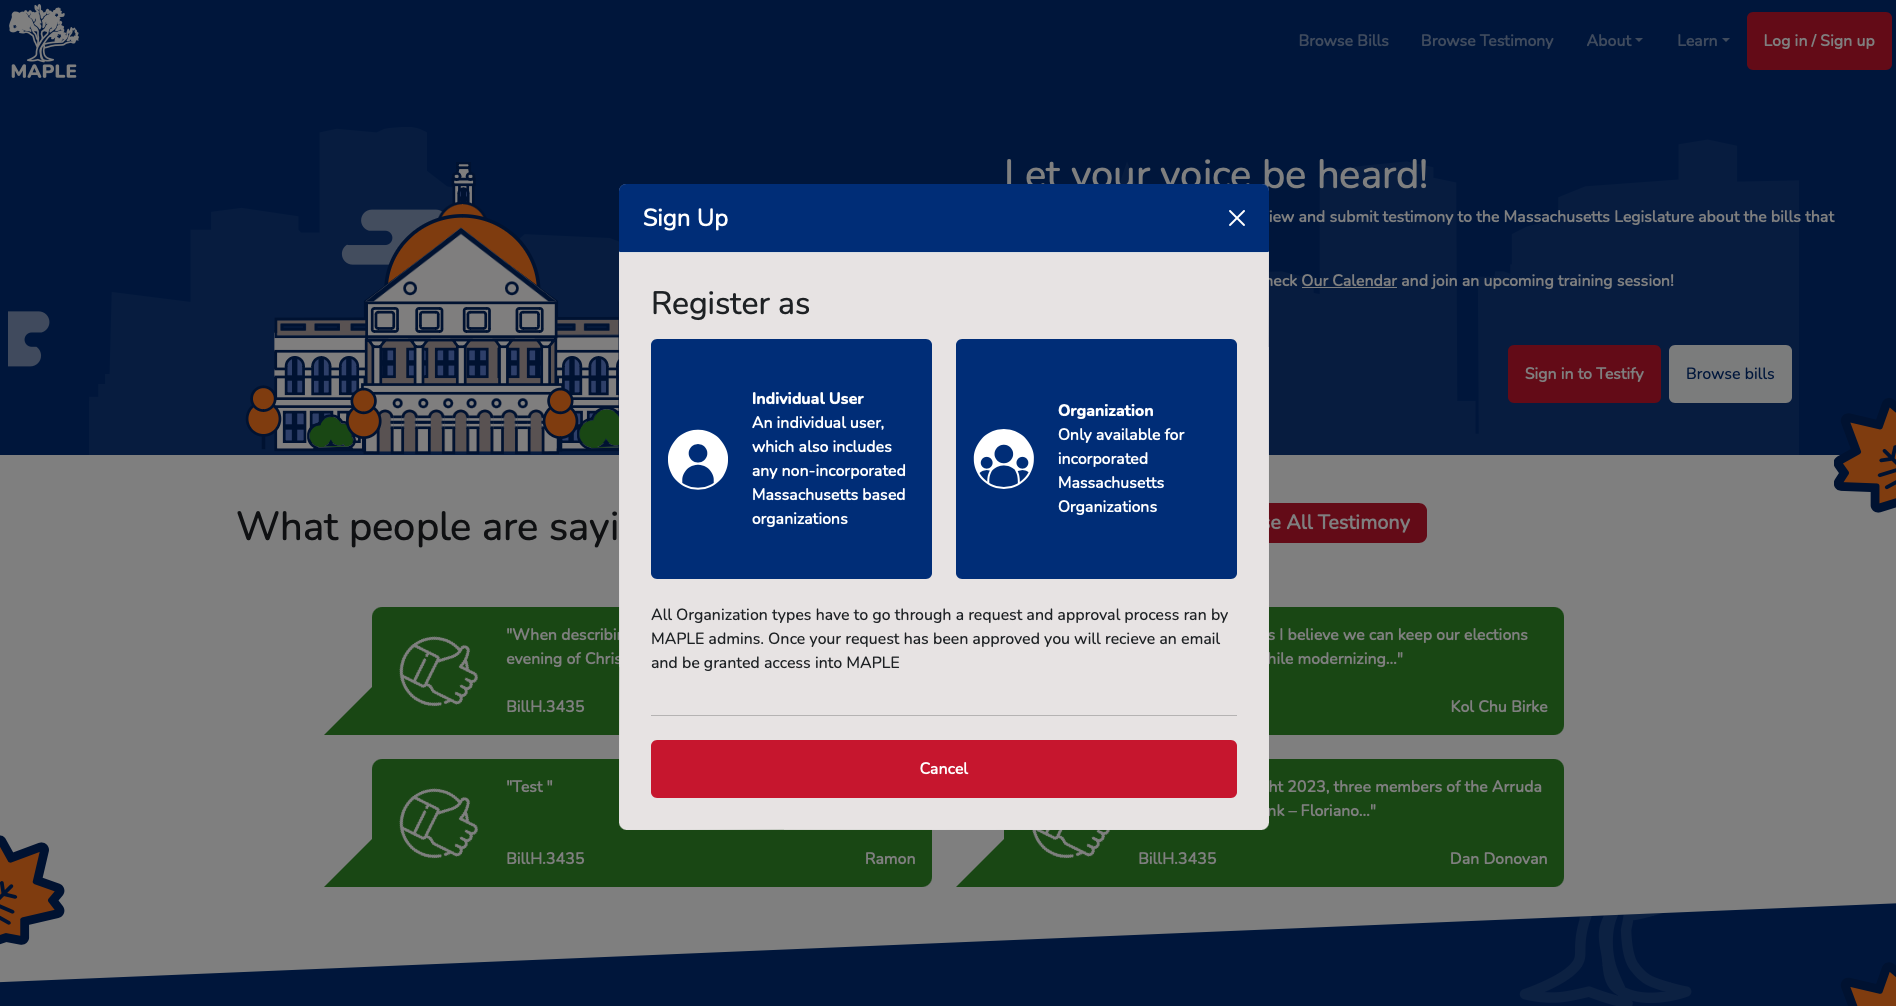 MAPLE
Browse Bills
Browse Testimony
About
Learn
Log in / Sign up
Let your voice be heard!
iew and submit testimony to the Massachusetts Legislature about the bills that
heck Our Calendar and join an upcoming training session!
Sign in to Testify
Browse bills
Sign Up
Register as
Individual User
An individual user,
which also includes
any non-incorporated
Massachusetts based
organizations
Organization
Only available for
incorporated
Massachusetts
Organizations
All Organization types have to go through a request and approval process ran by
MAPLE admins. Once your request has been approved you will recieve an email
and be granted access into MAPLE
Cancel
What people are sayi
se All Testimony
"When describin
evening of Chris
BillH.3435
s I believe we can keep our elections
hile modernizing..."
Kol Chu Birke
"Test "
BillH.3435
Ramon
ht 2023, three members of the Arruda
nk – Floriano..."
BillH.3435
Dan Donovan